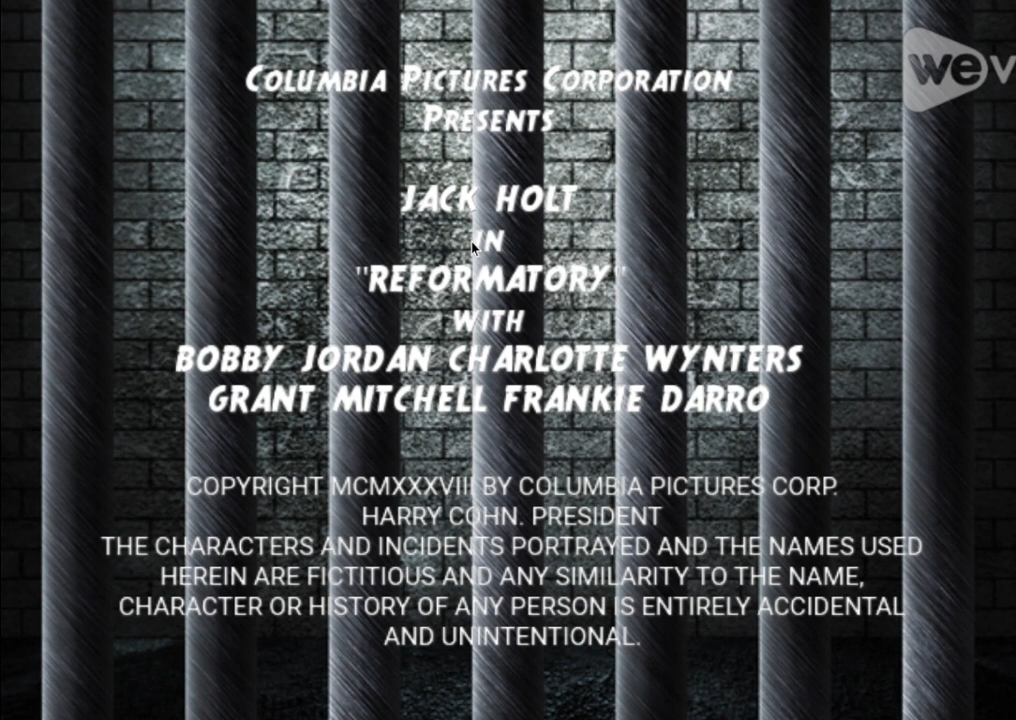 wev
COLUMBIA PICTURES CORPORATION
PRESENTS
JACK HOLT
IN
"REFORMATORY"
WITH
BOBBY JORDAN CHARLOTTE WYNTERS
GRANT MITCHELL FRANKIE DARRO
COPYRIGHT MCMXXXVIII BY COLUMBIA PICTURES CORP.
HARRY COHN. PRESIDENT
THE CHARACTERS AND INCIDENTS PORTRAYED AND THE NAMES USED
HEREIN ARE FICTITIOUS AND ANY SIMILARITY TO THE NAME,
CHARACTER OR HISTORY OF ANY PERSON IS ENTIRELY ACCIDENTAL
AND UNINTENTIONAL.